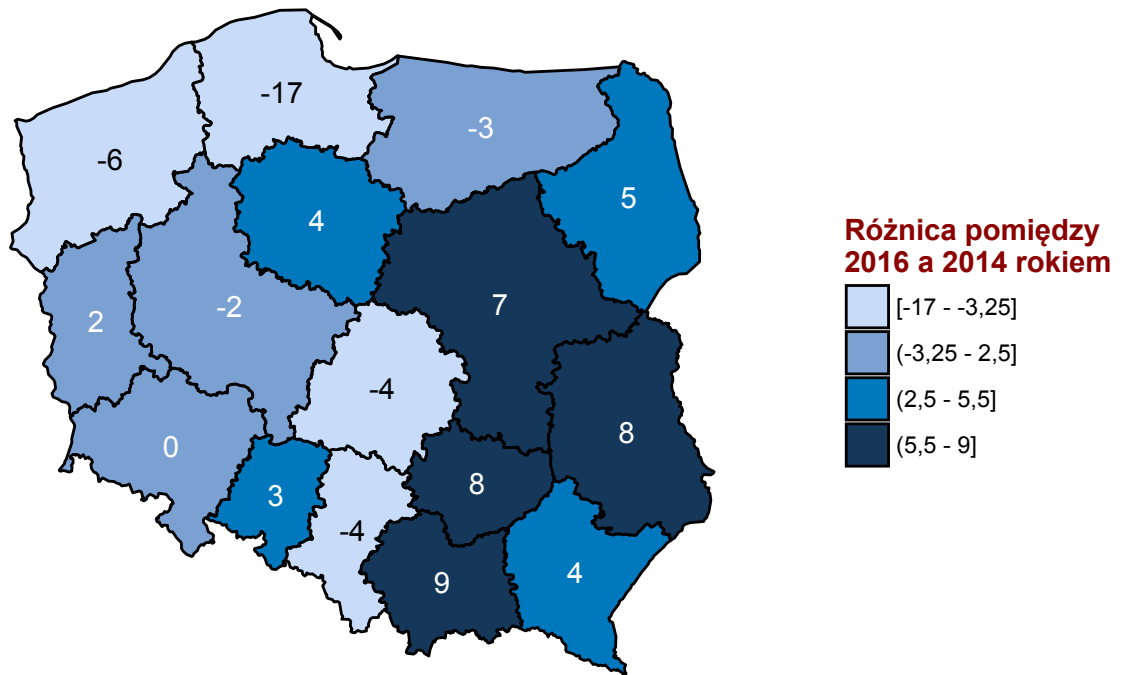 -17
-3
-6
5
4
7
-2
2
-4
8
0
8
3
-4
4
9
Różnica pomiędzy
2016 a 2014 rokiem
[-17 - -3,25]
(-3,25 - 2,5]
(2,5 - 5,5]
(5,5 - 9]